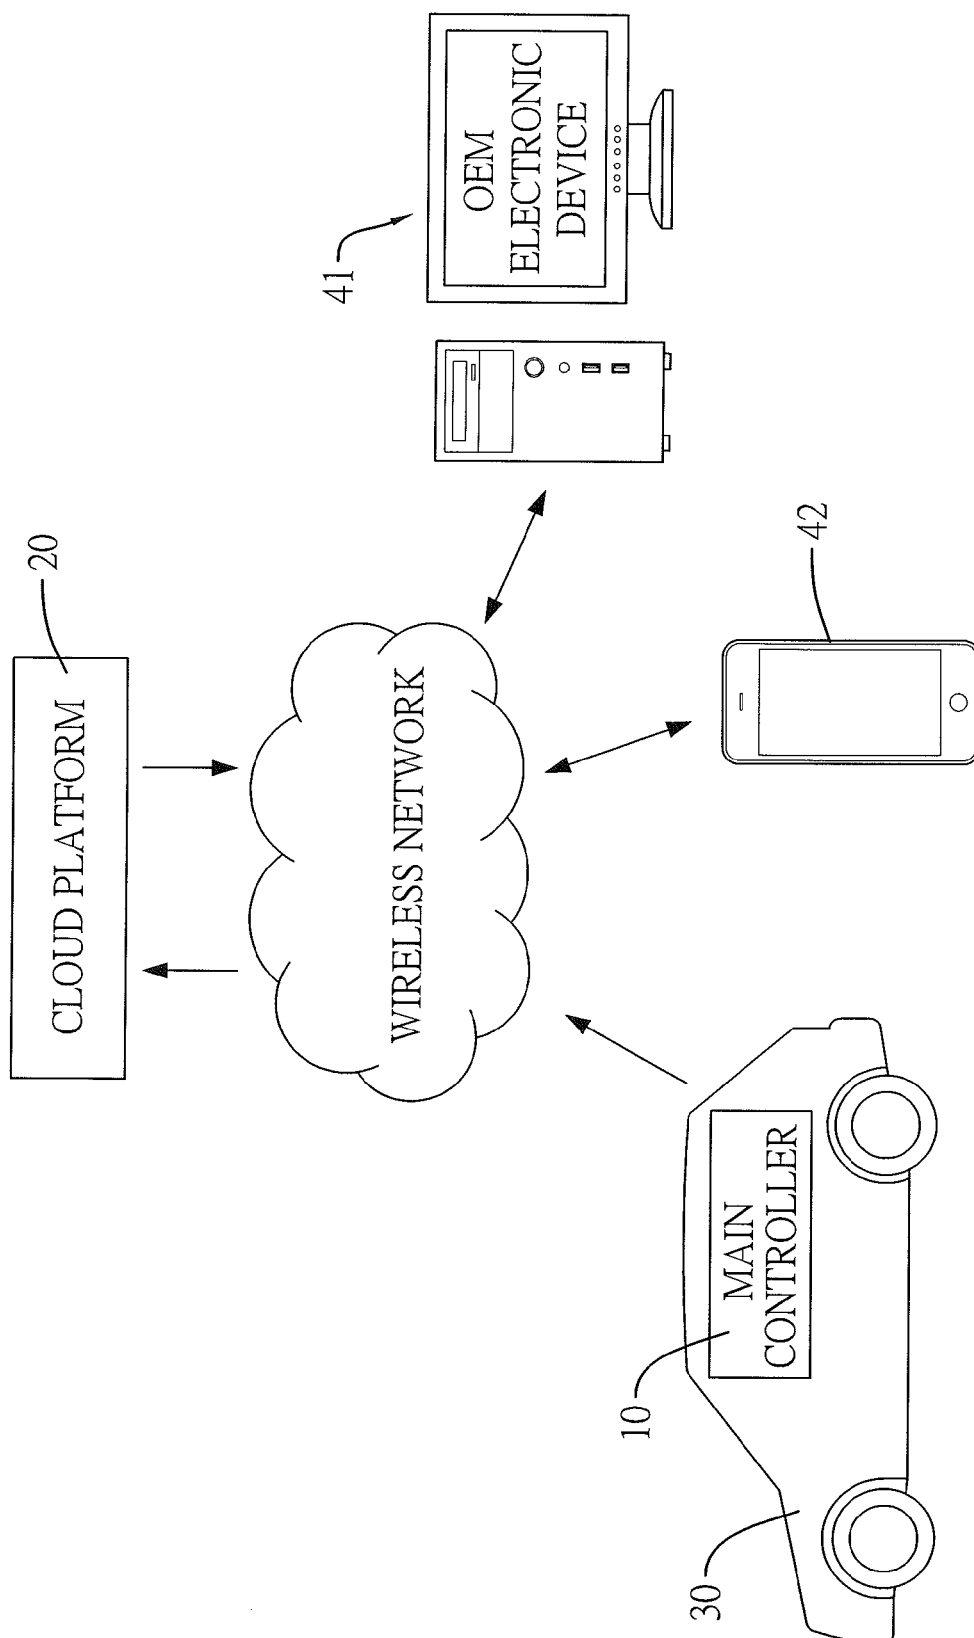 CLOUD PLATFORM
20
WIRELESS NETWORK
41
OEM
ELECTRONIC
DEVICE
42
10
MAIN
CONTROLLER
30